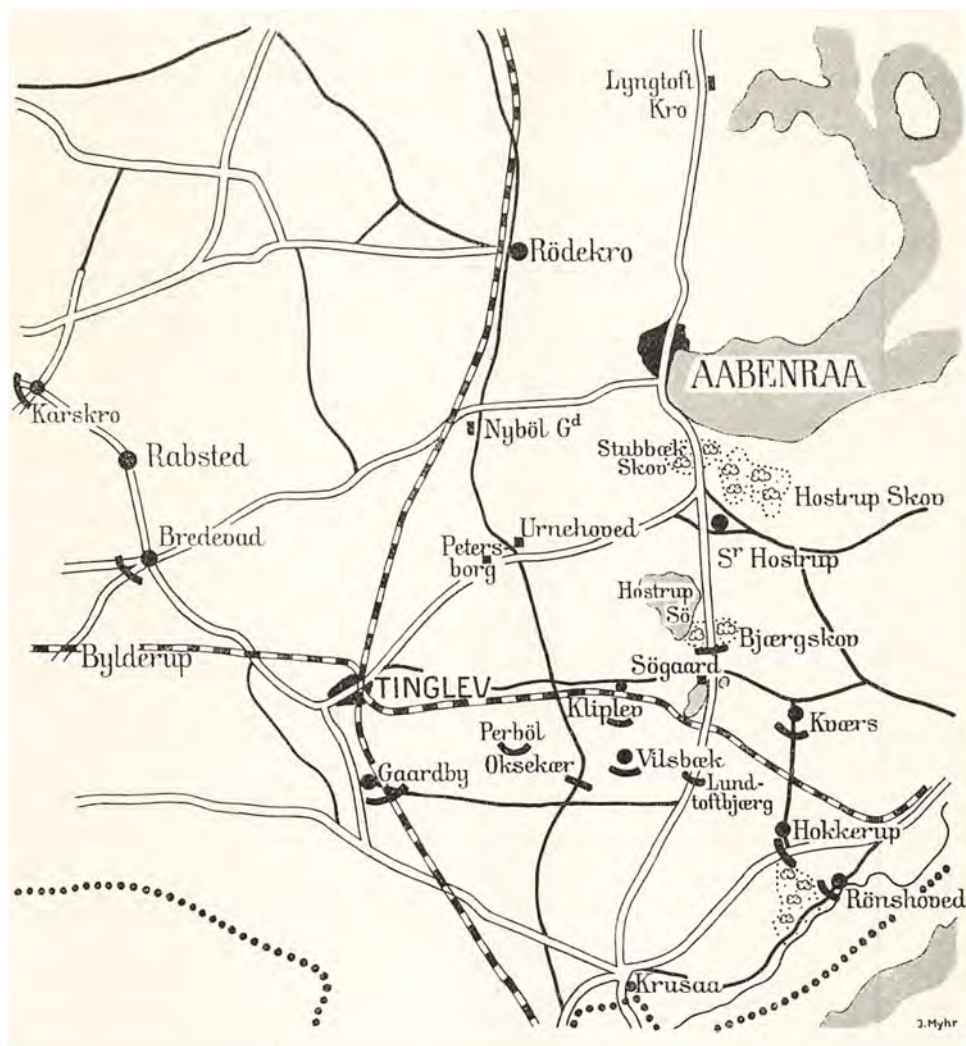 Lyngtoft
Kro
Rödekro
AABENRAA
Karskro
Nyböl Gd
Rabsted
Stubbæk
Skov
Hostrup Skov
Bredevad
Urnehoved
Peters-
borg
Sr Hostrup
Hostrup
Sö
Bjærgskov
Bylderup
Sögaard
TINGLEV
Kliplev
Kværs
Perböl
Oksekær
Vilsbæk
Gaardby
Lund-
toftbjærg
Hokkerup
Rönshoved
Krusaa
J. Myhr